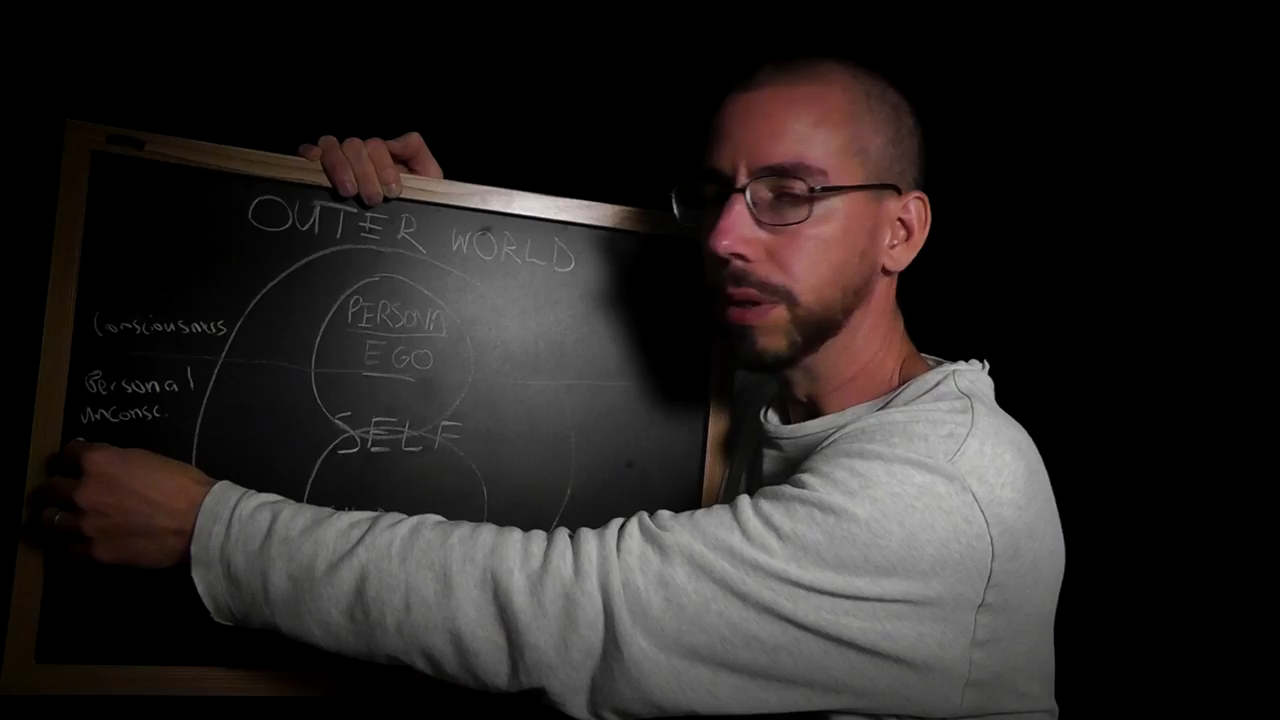 OUTER WORLD
PERSONA
Consciousness
EGO
Personal
unconsc.
SELF